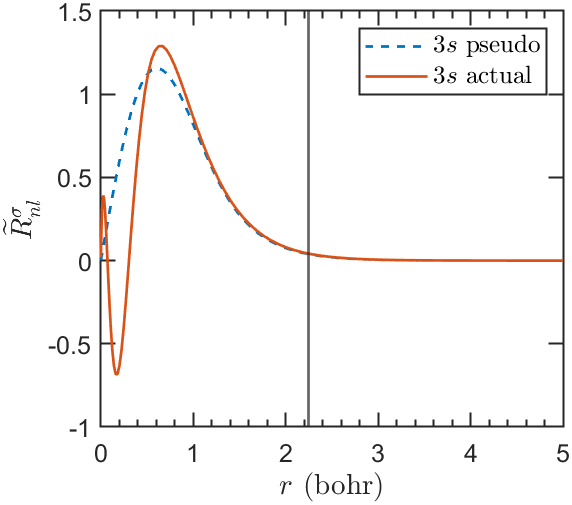 1.5
1
0.5
0
-0.5
-1
R̃σnl
3s pseudo
3s actual
0 1 2 3 4 5
r (bohr)